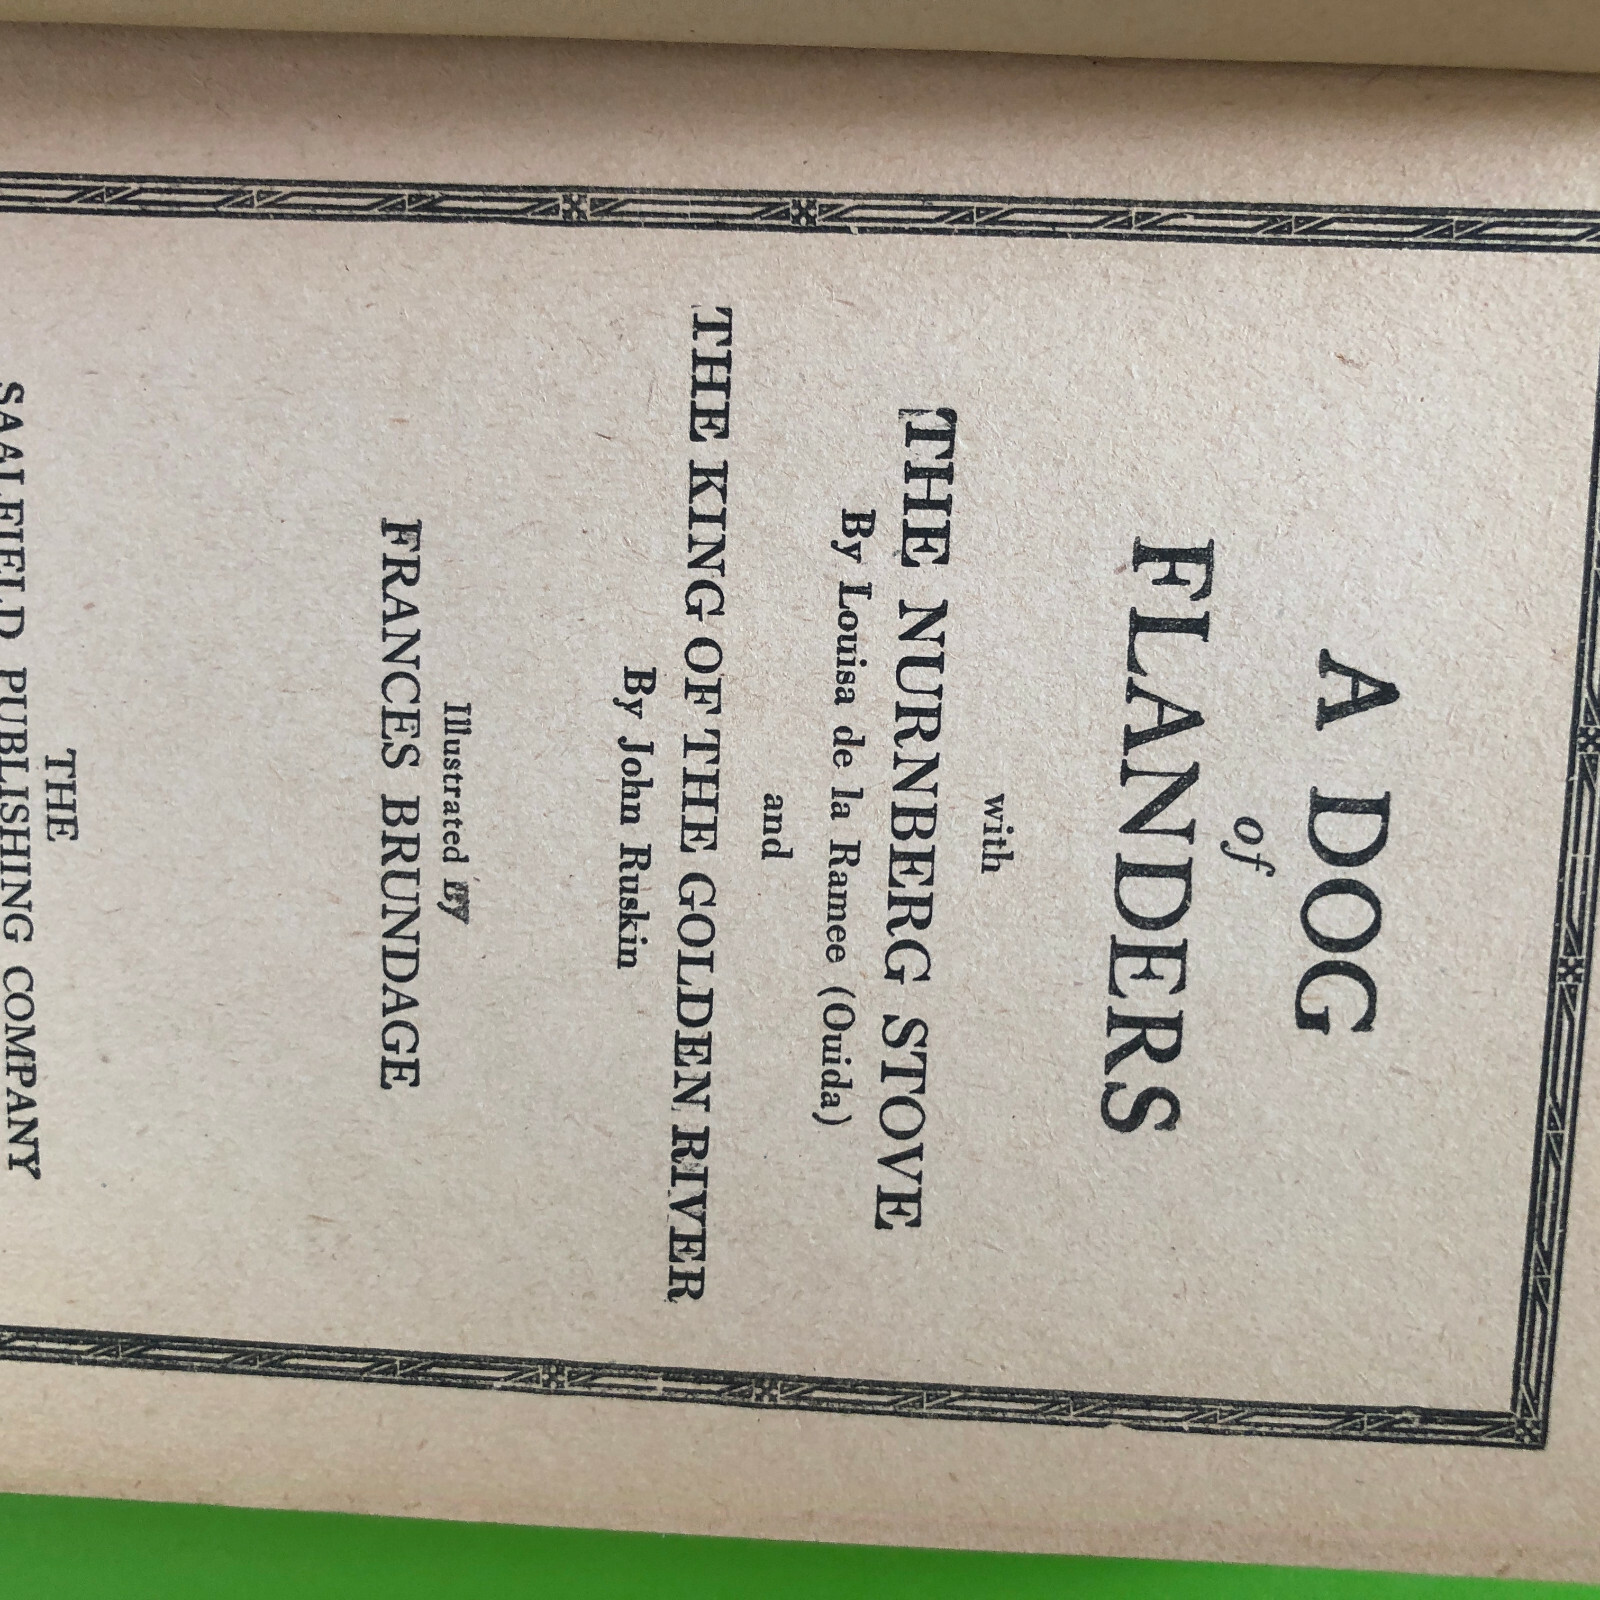 A DOG
of
FLANDERS
with
THE NURNBERG STOVE
By Louisa de la Ramee (Ouida)
and
THE KING OF THE GOLDEN RIVER
By John Ruskin
Illustrated By
FRANCES BRUNDAGE
THE
SAALFIELD PUBLISHING COMPANY